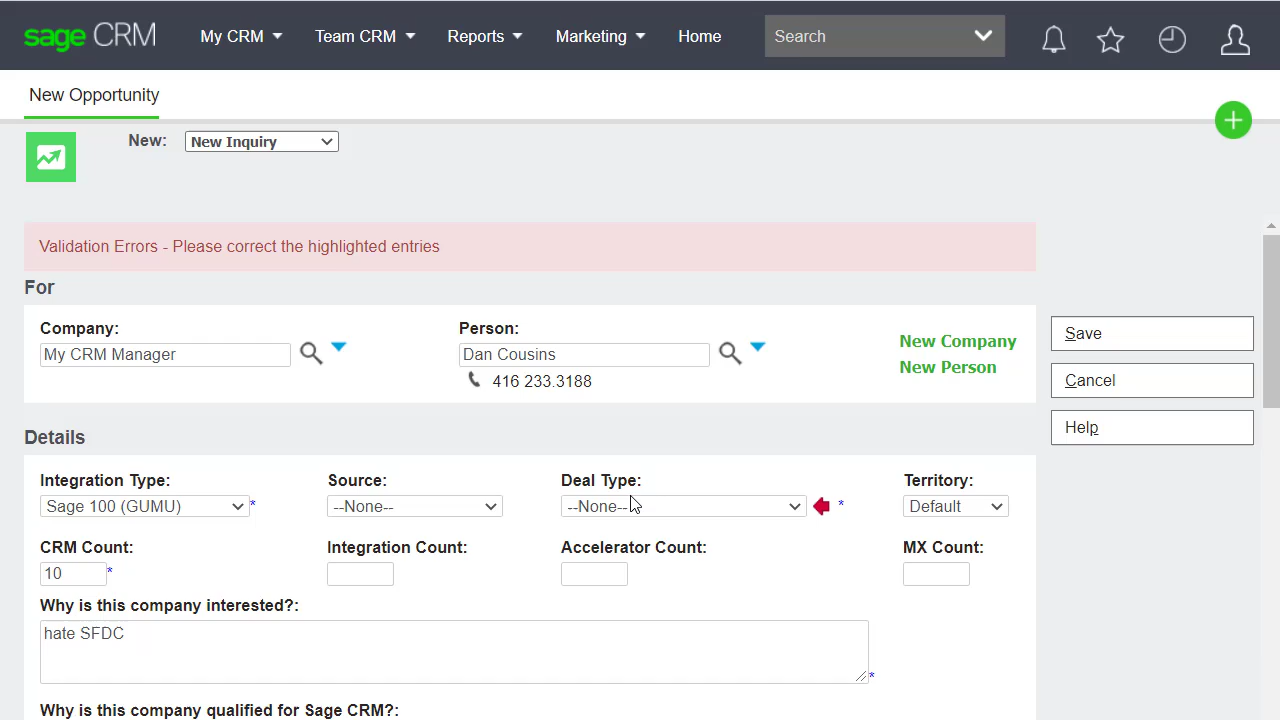 sage CRM My CRM Team CRM Reports Marketing Home Search
New Opportunity
New: New Inquiry
Validation Errors - Please correct the highlighted entries
For
Company: Person:
My CRM Manager Dan Cousins
416 233.3188
New Company
New Person
Save
Cancel
Help
Details
Integration Type: Source: Deal Type: Territory:
Sage 100 (GUMU) * --None-- --None-- * Default
CRM Count: Integration Count: Accelerator Count: MX Count:
10 *
Why is this company interested?:
hate SFDC
*
Why is this company qualified for Sage CRM?: